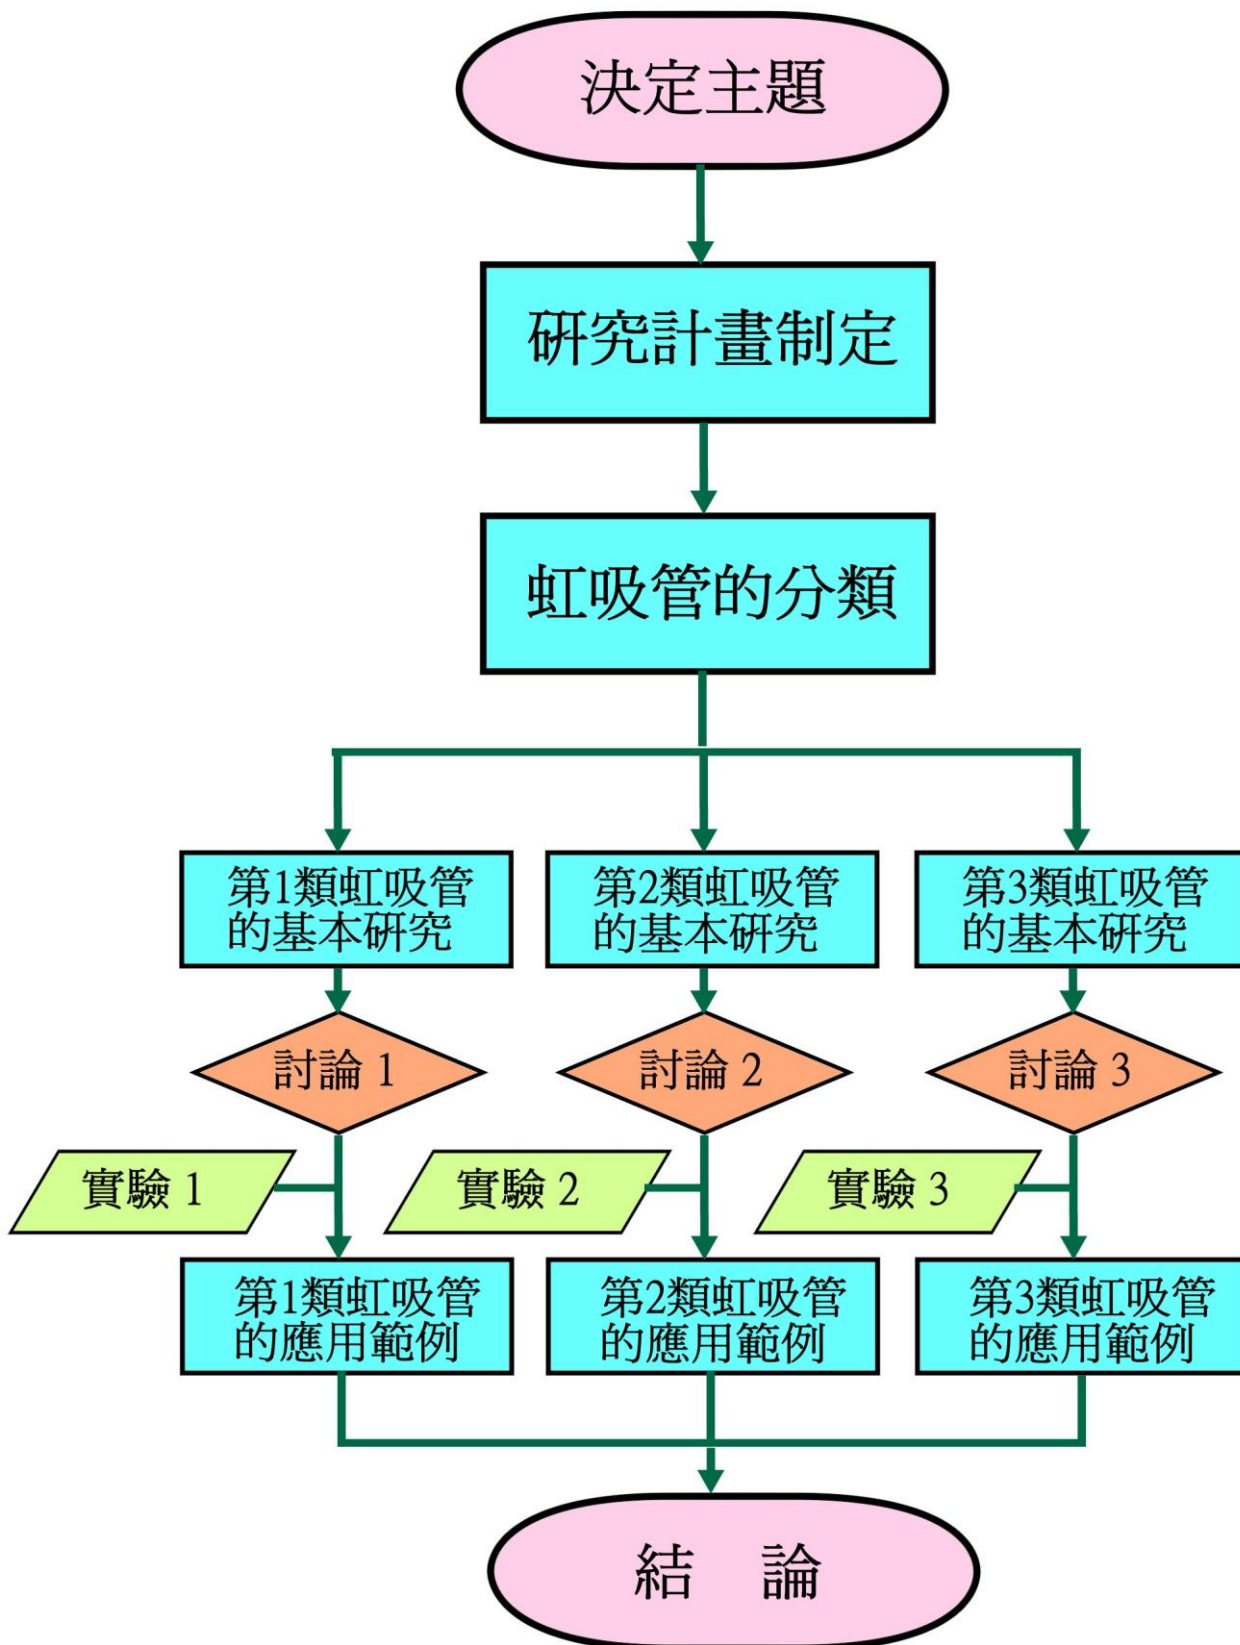 決定主題
研究計畫制定
虹吸管的分類
第1類虹吸管
的基本研究
第2類虹吸管
的基本研究
第3類虹吸管
的基本研究
討論 1
討論 2
討論 3
實驗 1
實驗 2
實驗 3
第1類虹吸管
的應用範例
第2類虹吸管
的應用範例
第3類虹吸管
的應用範例
結　論